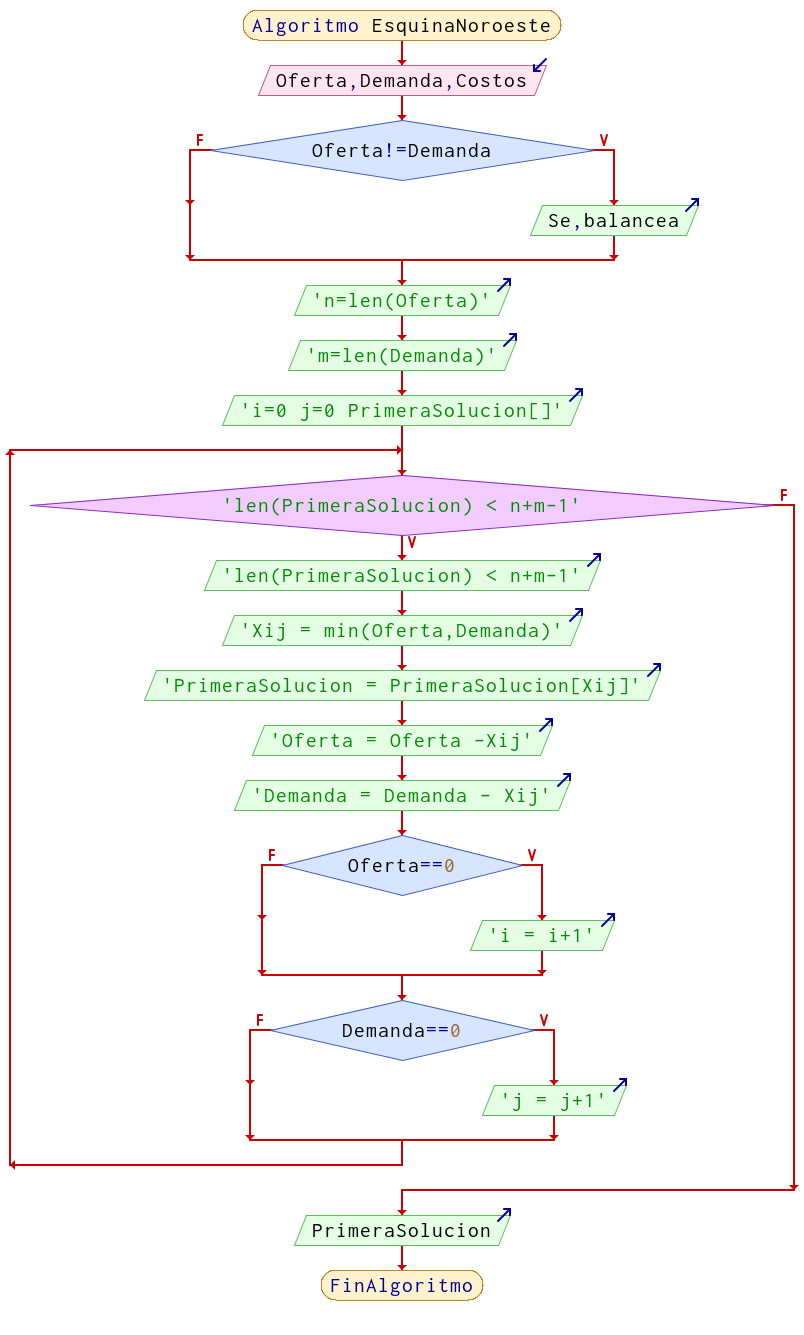 Algoritmo EsquinaNoroeste
Oferta,Demanda,Costos
F
V
Oferta!=Demanda
Se,balancea
'n=len(Oferta)'
'm=len(Demanda)'
'i=0 j=0 PrimeraSolucion[]'
F
'len(PrimeraSolucion) < n+m-1'
V
'len(PrimeraSolucion) < n+m-1'
'Xij = min(Oferta,Demanda)'
'PrimeraSolucion = PrimeraSolucion[Xij]'
'Oferta = Oferta -Xij'
'Demanda = Demanda - Xij'
F
V
Oferta==0
'i = i+1'
F
V
Demanda==0
'j = j+1'
PrimeraSolucion
FinAlgoritmo